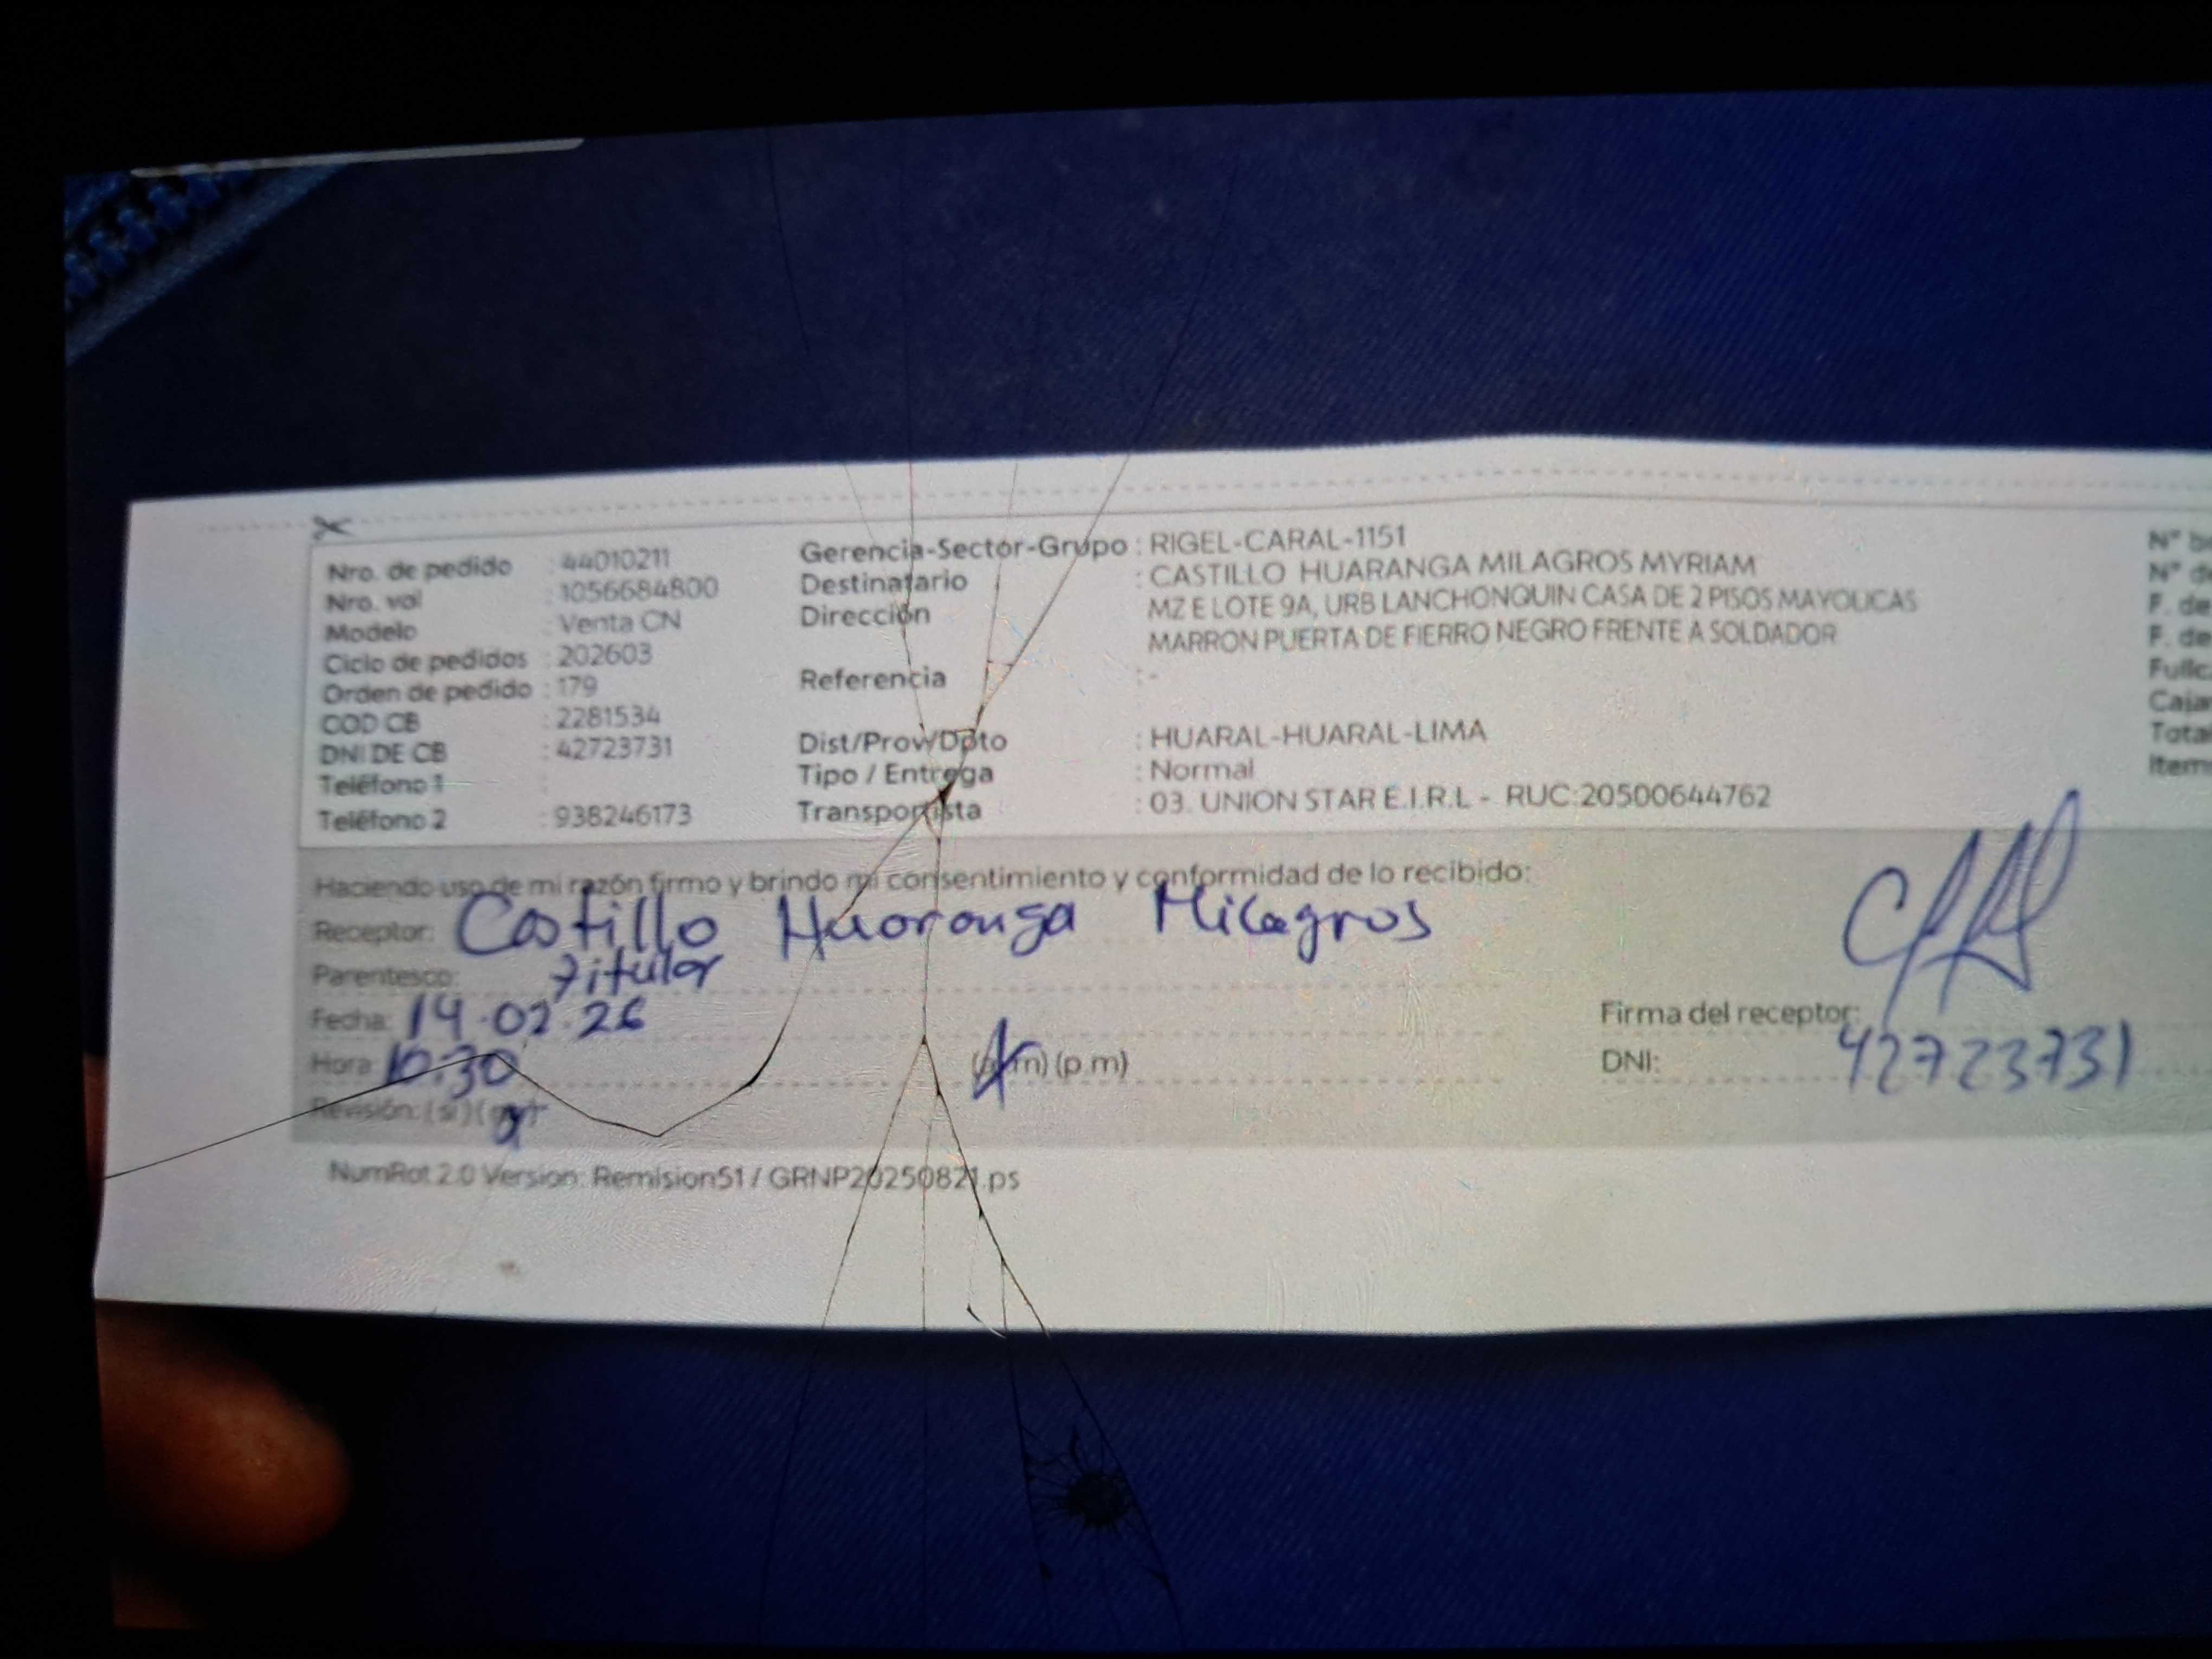 Nro. de pedido : 44010211
Nro. vol : 1056684800
Modelo : Venta CN
Ciclo de pedidos : 202603
Orden de pedido : 179
COD CB : 2281534
DNI DE CB : 42723731
Teléfono 1 :
Teléfono 2 : 938246173
Gerencia-Sector-Grupo : RIGEL-CARAL-1151
Destinatario : CASTILLO HUARANGA MILAGROS MYRIAM
Dirección MZ E LOTE 9A, URB LANCHONQUIN CASA DE 2 PISOS MAYOLICAS
MARRON PUERTA DE FIERRO NEGRO FRENTE A SOLDADOR
Referencia : -
Dist/Prov/Dpto : HUARAL-HUARAL-LIMA
Tipo / Entrega : Normal
Transportista : 03. UNION STAR E.I.R.L - RUC:20500644762
N°
N°
F. de
F. de
Total
Haciendo uso de mi razón firmo y brindo mi consentimiento y conformidad de lo recibido:
Receptor: Castillo Huaranga Milagros
Parentesco: titular
Fecha: 14.02.26
Hora 10:30 (a.m) (p.m)
Revisión: (si) (no)
Firma del receptor:
DNI: 42723731
NumRot 2.0 Version: Remision51 / GRNP20250821.ps